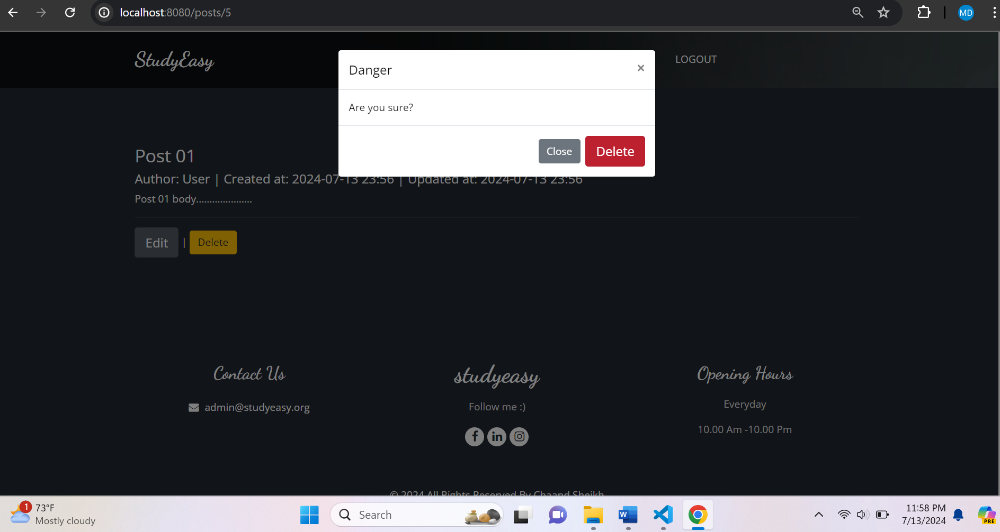 localhost:8080/posts/5
MD
StudyEasy
LOGOUT
Danger
×
Are you sure?
Close
Delete
Post 01
Author: User | Created at: 2024-07-13 23:56 | Updated at: 2024-07-13 23:56
Post 01 body.....................
Edit | Delete
Contact Us
admin@studyeasy.org
studyeasy
Follow me :)
f in
Opening Hours
Everyday
10.00 Am -10.00 Pm
© 2024 All Rights Reserved By Chaand Sheikh
1
73°F
Mostly cloudy
Search
W
11:58 PM
7/13/2024
PRE